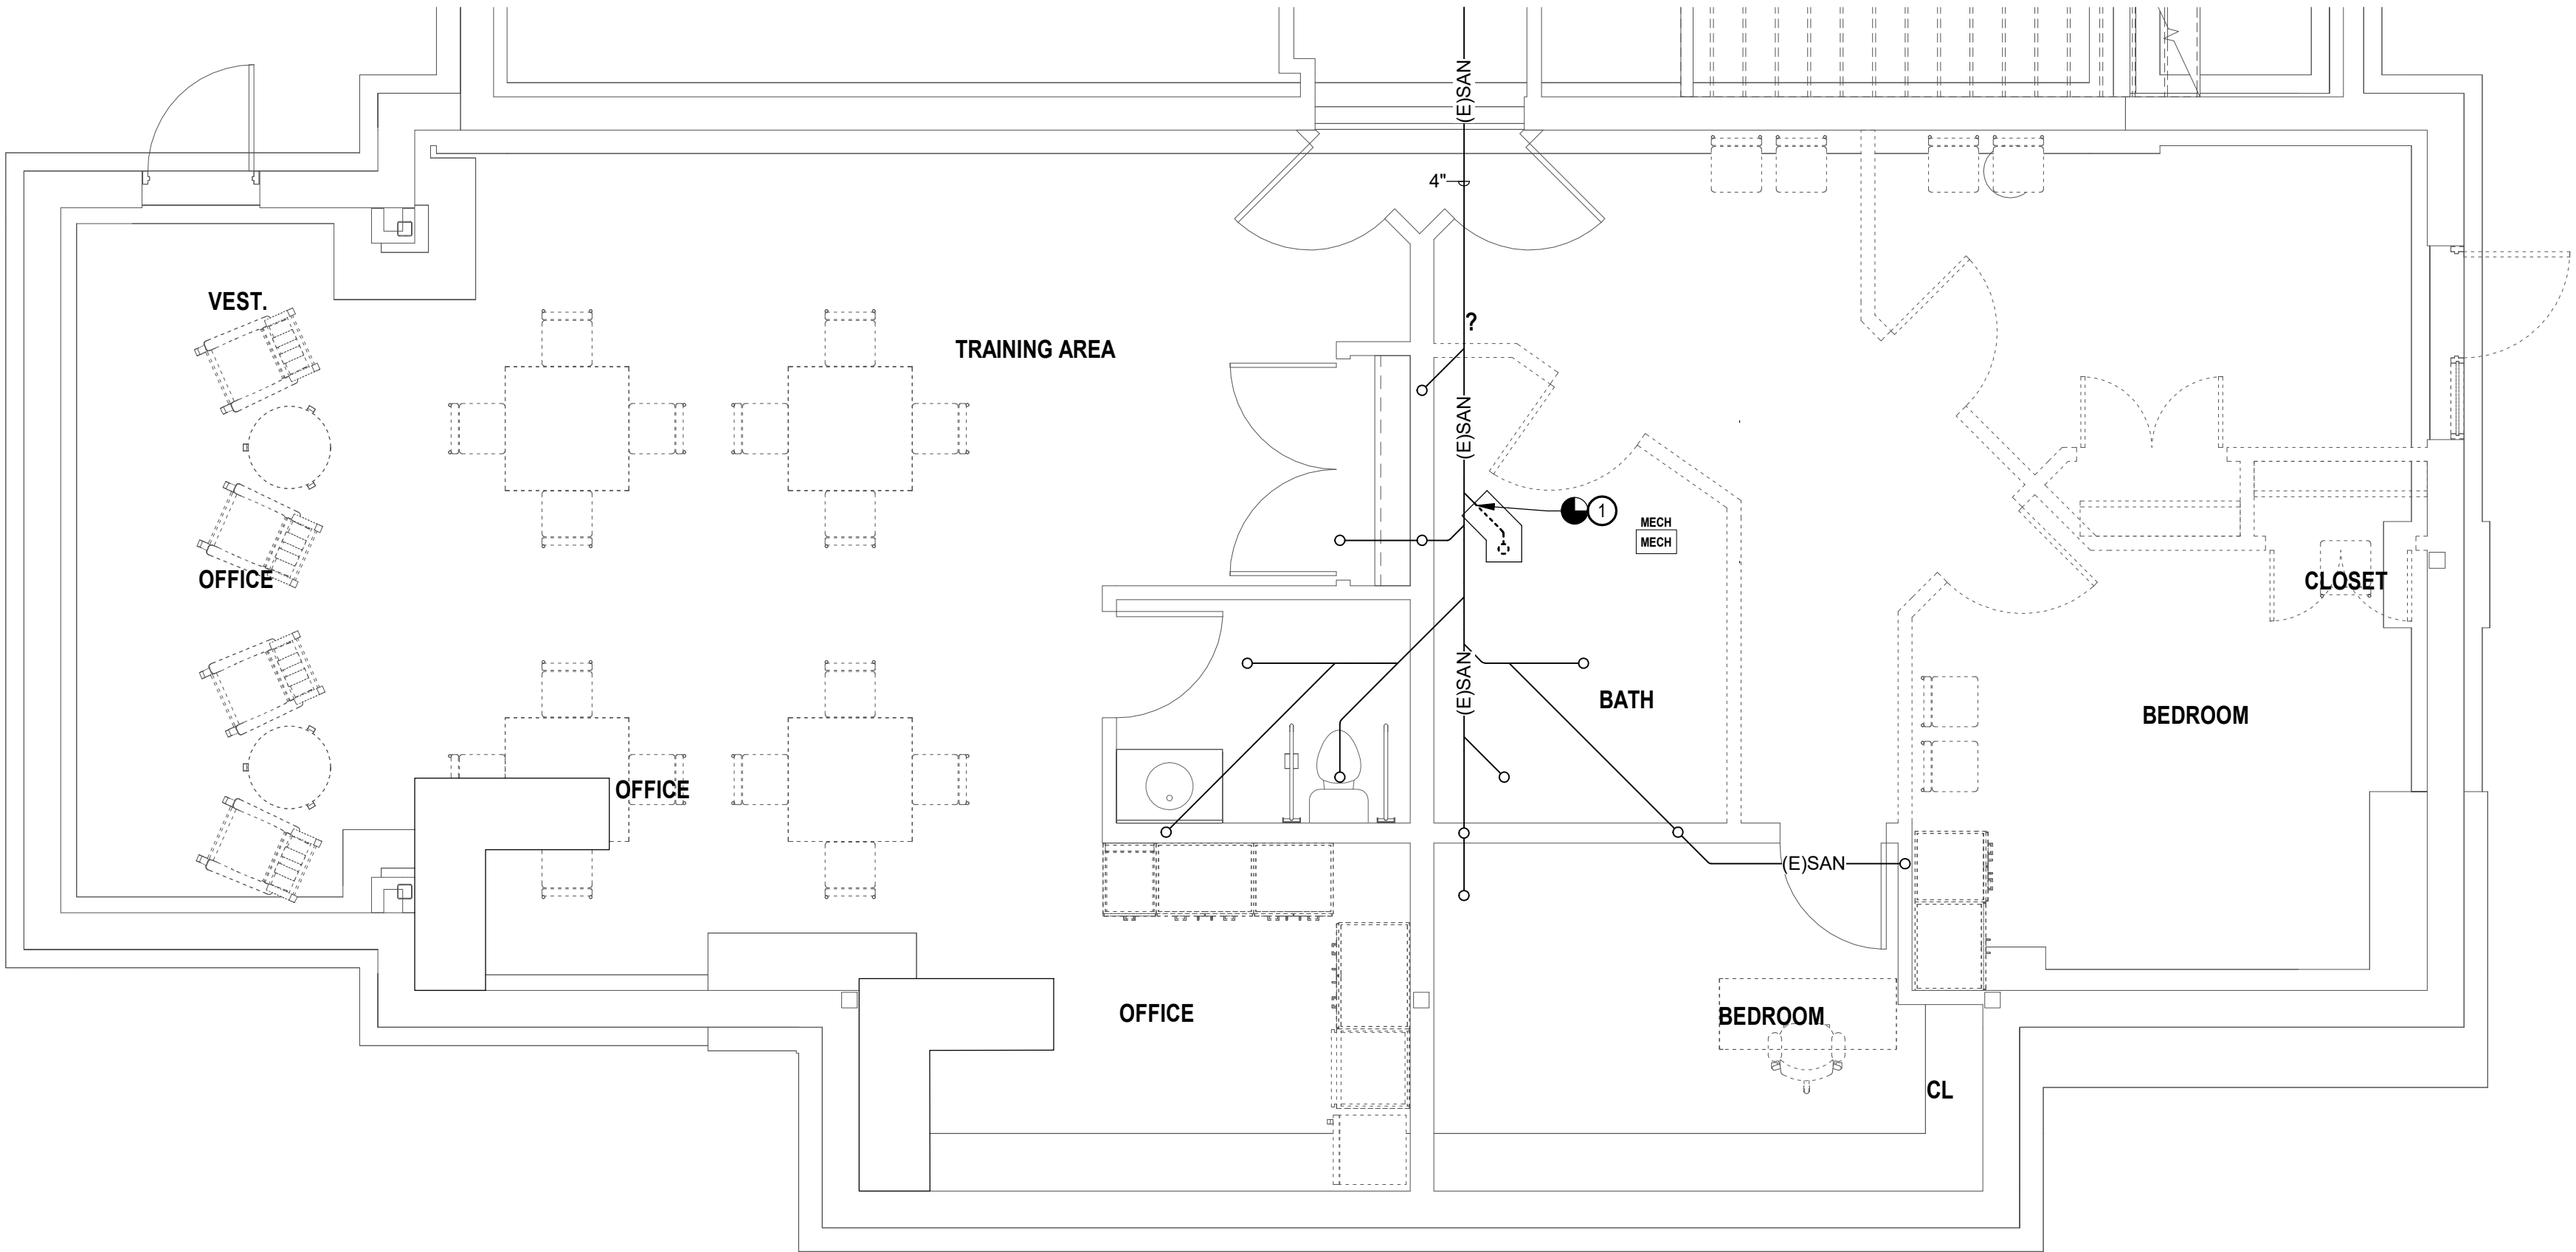 (E)SAN
4"
VEST.
?
TRAINING AREA
(E)SAN
1
MECH
MECH
OFFICE
CLOSET
(E)SAN
BATH
BEDROOM
OFFICE
(E)SAN
OFFICE
BEDROOM
CL